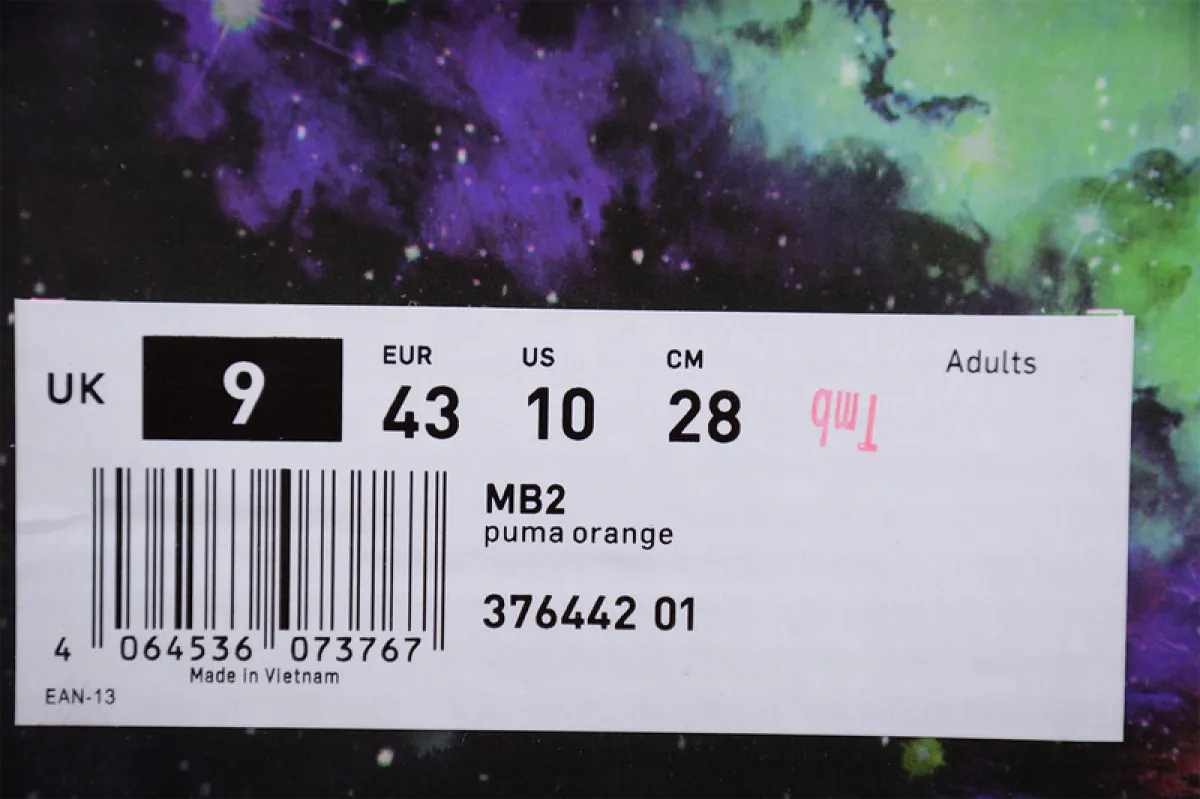 UK 9 EUR 43 US 10 CM 28 Adults
Tmb
MB2
puma orange
376442 01
4 064536 073767
Made in Vietnam
EAN-13